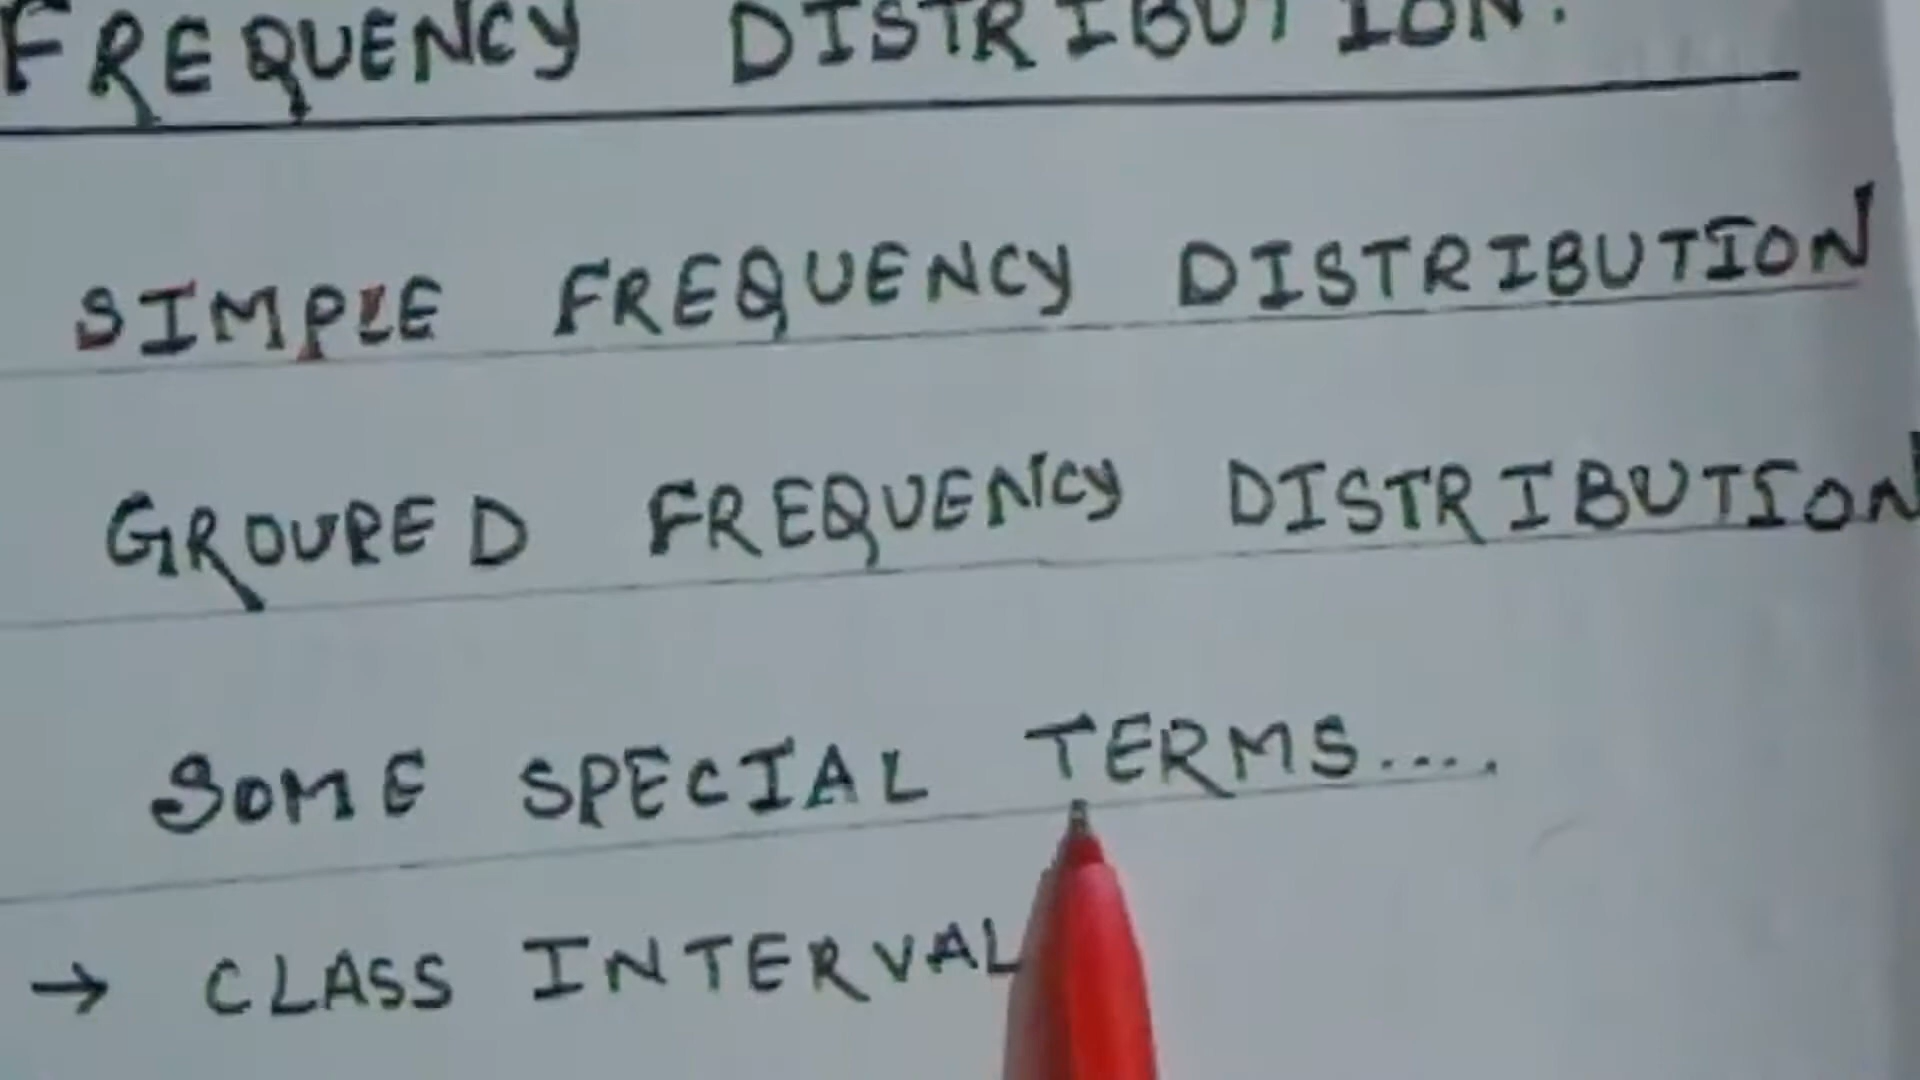 FREQUENCY DISTRIBUTION.
SIMPLE FREQUENCY DISTRIBUTION
GROUPED FREQUENCY DISTRIBUTION
SOME SPECIAL TERMS....
→ CLASS INTERVAL